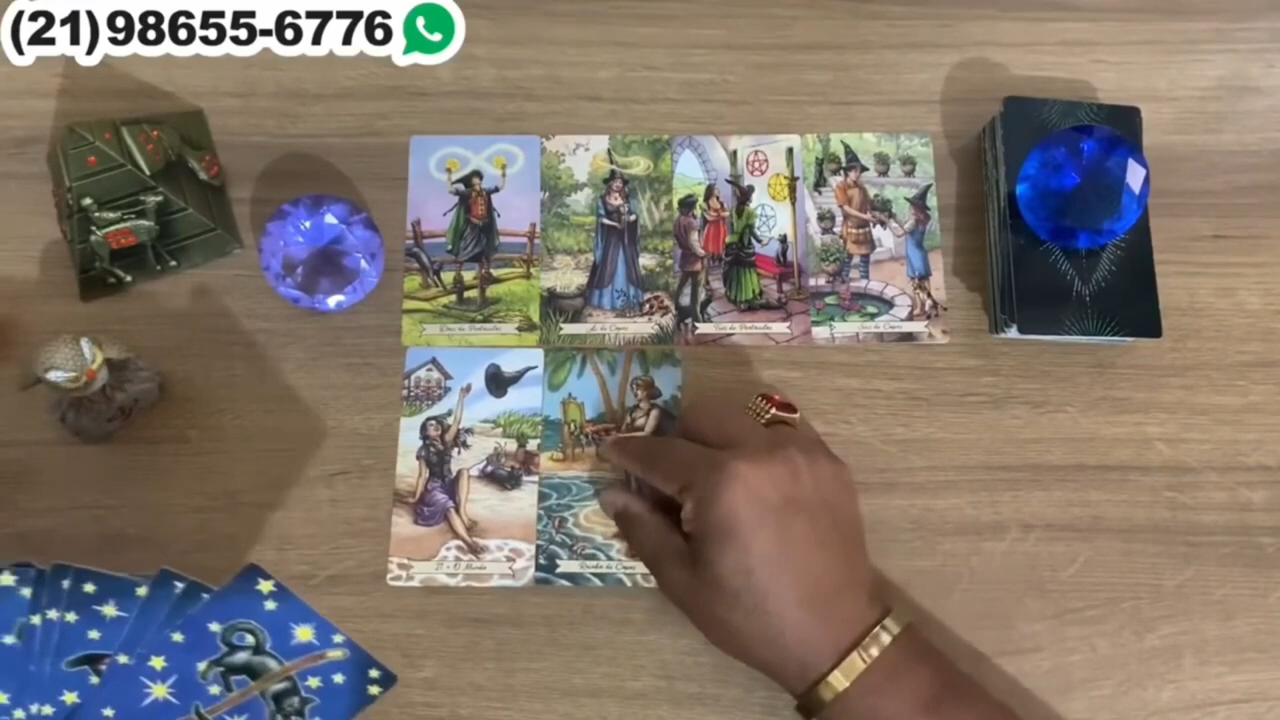 (21)98655-6776
Dois de Pentáculos
Ás de Copas
Três de Pentáculos
Seis de Copas
21 - O Mundo
Rainha de Copas